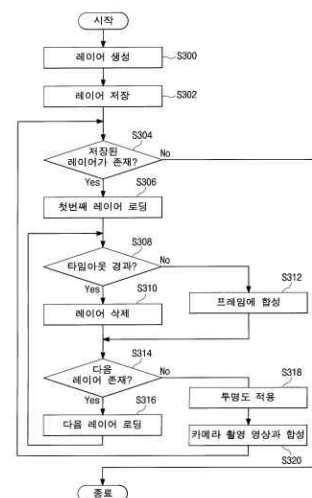 시작
레이어 생성
S300
레이어 저장
S302
S304
저장된
레이어가 존재?
No
Yes
S306
첫번째 레이어 로딩
S308
타임아웃 경과?
No
Yes
S310
S312
레이어 삭제
프레임에 합성
S314
다음
레이어 존재?
No
Yes
S316
S318
다음 레이어 로딩
투명도 적용
카메라 촬영 영상과 합성
S320
종료